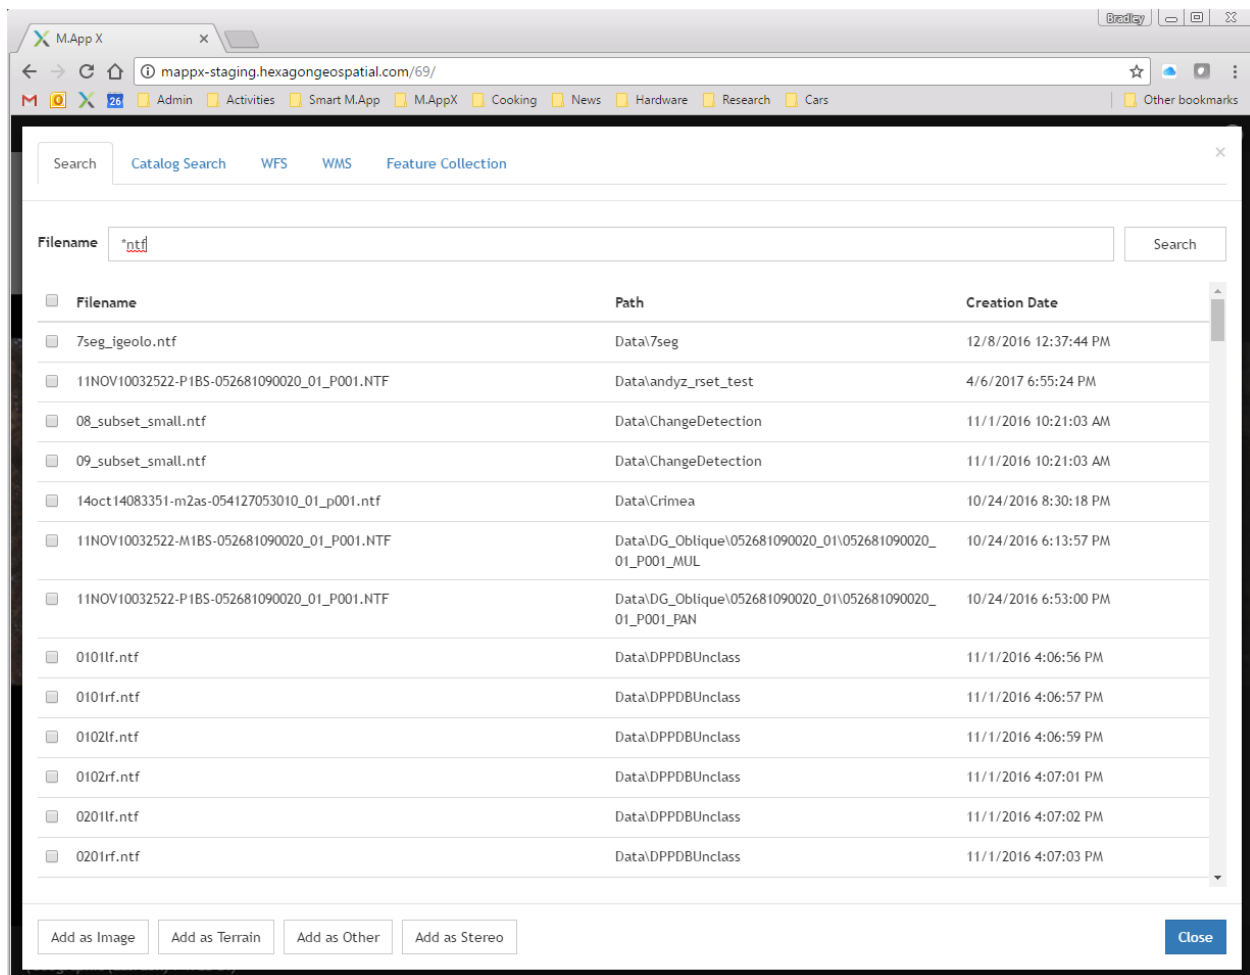 Bradley
M.App X
mappx-staging.hexagongeospatial.com/69/
26 Admin Activities Smart M.App M.AppX Cooking News Hardware Research Cars Other bookmarks
Search Catalog Search WFS WMS Feature Collection
Filename *ntf Search
Filename Path Creation Date
7seg_igeolo.ntf Data\7seg 12/8/2016 12:37:44 PM
11NOV10032522-P1BS-052681090020_01_P001.NTF Data\andyz_rset_test 4/6/2017 6:55:24 PM
08_subset_small.ntf Data\ChangeDetection 11/1/2016 10:21:03 AM
09_subset_small.ntf Data\ChangeDetection 11/1/2016 10:21:03 AM
14oct14083351-m2as-054127053010_01_p001.ntf Data\Crimea 10/24/2016 8:30:18 PM
11NOV10032522-M1BS-052681090020_01_P001.NTF Data\DG_Oblique\052681090020_01\052681090020_ 10/24/2016 6:13:57 PM
01_P001_MUL
11NOV10032522-P1BS-052681090020_01_P001.NTF Data\DG_Oblique\052681090020_01\052681090020_ 10/24/2016 6:53:00 PM
01_P001_PAN
0101lf.ntf Data\DPPDBUnclass 11/1/2016 4:06:56 PM
0101rf.ntf Data\DPPDBUnclass 11/1/2016 4:06:57 PM
0102lf.ntf Data\DPPDBUnclass 11/1/2016 4:06:59 PM
0102rf.ntf Data\DPPDBUnclass 11/1/2016 4:07:01 PM
0201lf.ntf Data\DPPDBUnclass 11/1/2016 4:07:02 PM
0201rf.ntf Data\DPPDBUnclass 11/1/2016 4:07:03 PM
Add as Image Add as Terrain Add as Other Add as Stereo Close